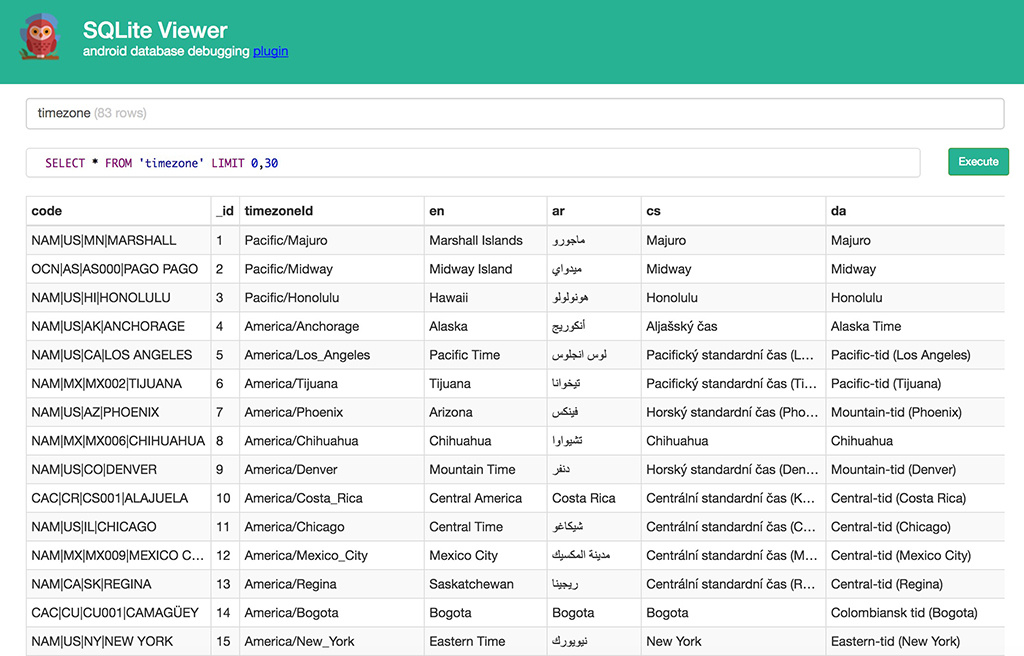 SQLite Viewer
android database debugging plugin
timezone (83 rows)
SELECT * FROM 'timezone' LIMIT 0,30
Execute
code _id timezoneId en ar cs da
NAM|US|MN|MARSHALL 1 Pacific/Majuro Marshall Islands ماجورو Majuro Majuro
OCN|AS|AS000|PAGO PAGO 2 Pacific/Midway Midway Island ميدواي Midway Midway
NAM|US|HI|HONOLULU 3 Pacific/Honolulu Hawaii هونولولو Honolulu Honolulu
NAM|US|AK|ANCHORAGE 4 America/Anchorage Alaska أنكوريج Aljašský čas Alaska Time
NAM|US|CA|LOS ANGELES 5 America/Los_Angeles Pacific Time لوس انجلوس Pacifický standardní čas (L... Pacific-tid (Los Angeles)
NAM|MX|MX002|TIJUANA 6 America/Tijuana Tijuana تيخوانا Pacifický standardní čas (Ti... Pacific-tid (Tijuana)
NAM|US|AZ|PHOENIX 7 America/Phoenix Arizona فينكس Horský standardní čas (Pho... Mountain-tid (Phoenix)
NAM|MX|MX006|CHIHUAHUA 8 America/Chihuahua Chihuahua تشيواوا Chihuahua Chihuahua
NAM|US|CO|DENVER 9 America/Denver Mountain Time دنفر Horský standardní čas (Den... Mountain-tid (Denver)
CAC|CR|CS001|ALAJUELA 10 America/Costa_Rica Central America Costa Rica Centrální standardní čas (K... Central-tid (Costa Rica)
NAM|US|IL|CHICAGO 11 America/Chicago Central Time شيكاغو Centrální standardní čas (C... Central-tid (Chicago)
NAM|MX|MX009|MEXICO C... 12 America/Mexico_City Mexico City مدينة المكسيك Centrální standardní čas (M... Central-tid (Mexico City)
NAM|CA|SK|REGINA 13 America/Regina Saskatchewan ريجينا Centrální standardní čas (R... Central-tid (Regina)
CAC|CU|CU001|CAMAGÜEY 14 America/Bogota Bogota Bogota Bogota Colombiansk tid (Bogota)
NAM|US|NY|NEW YORK 15 America/New_York Eastern Time نيويورك New York Eastern-tid (New York)